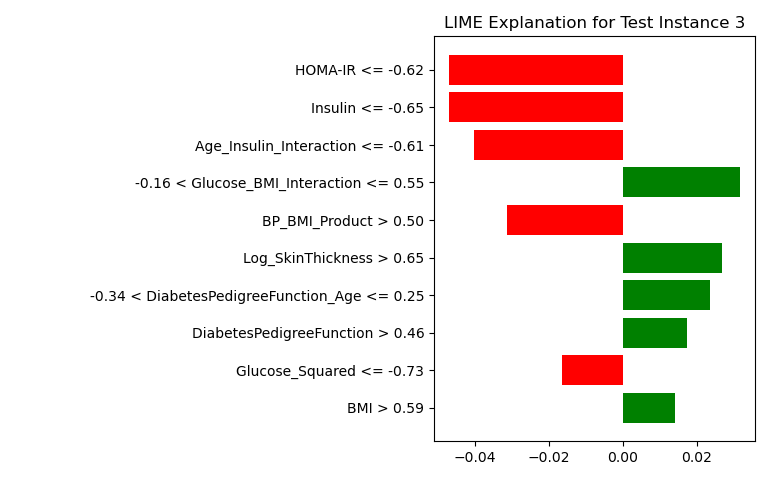 LIME Explanation for Test Instance 3
HOMA-IR <= -0.62
Insulin <= -0.65
Age_Insulin_Interaction <= -0.61
-0.16 < Glucose_BMI_Interaction <= 0.55
BP_BMI_Product > 0.50
Log_SkinThickness > 0.65
-0.34 < DiabetesPedigreeFunction_Age <= 0.25
DiabetesPedigreeFunction > 0.46
Glucose_Squared <= -0.73
BMI > 0.59
−0.04 −0.02 0.00 0.02